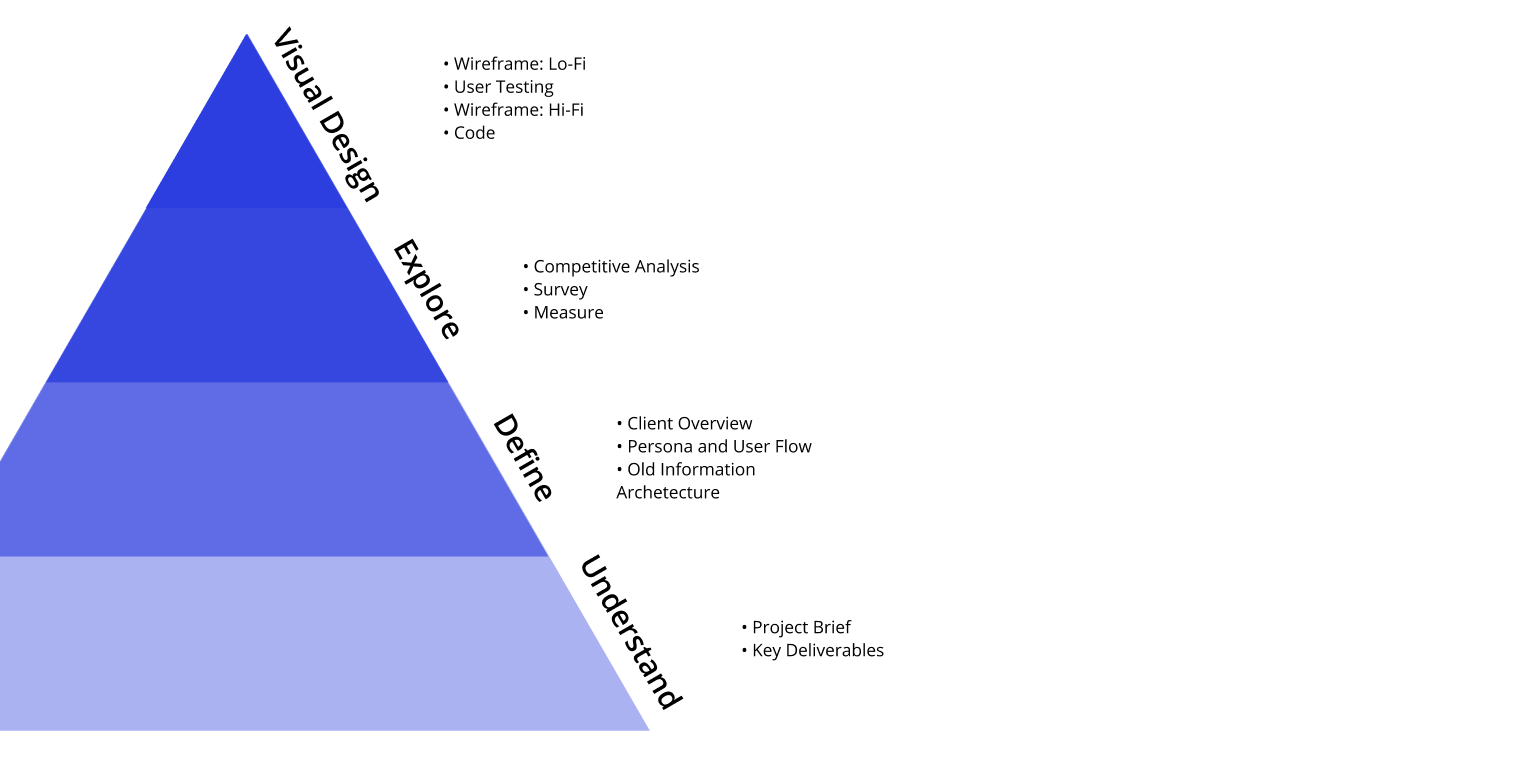 Visual Design
• Wireframe: Lo-Fi
• User Testing
• Wireframe: Hi-Fi
• Code
Explore
• Competitive Analysis
• Survey
• Measure
Define
• Client Overview
• Persona and User Flow
• Old Information
Archetecture
Understand
• Project Brief
• Key Deliverables